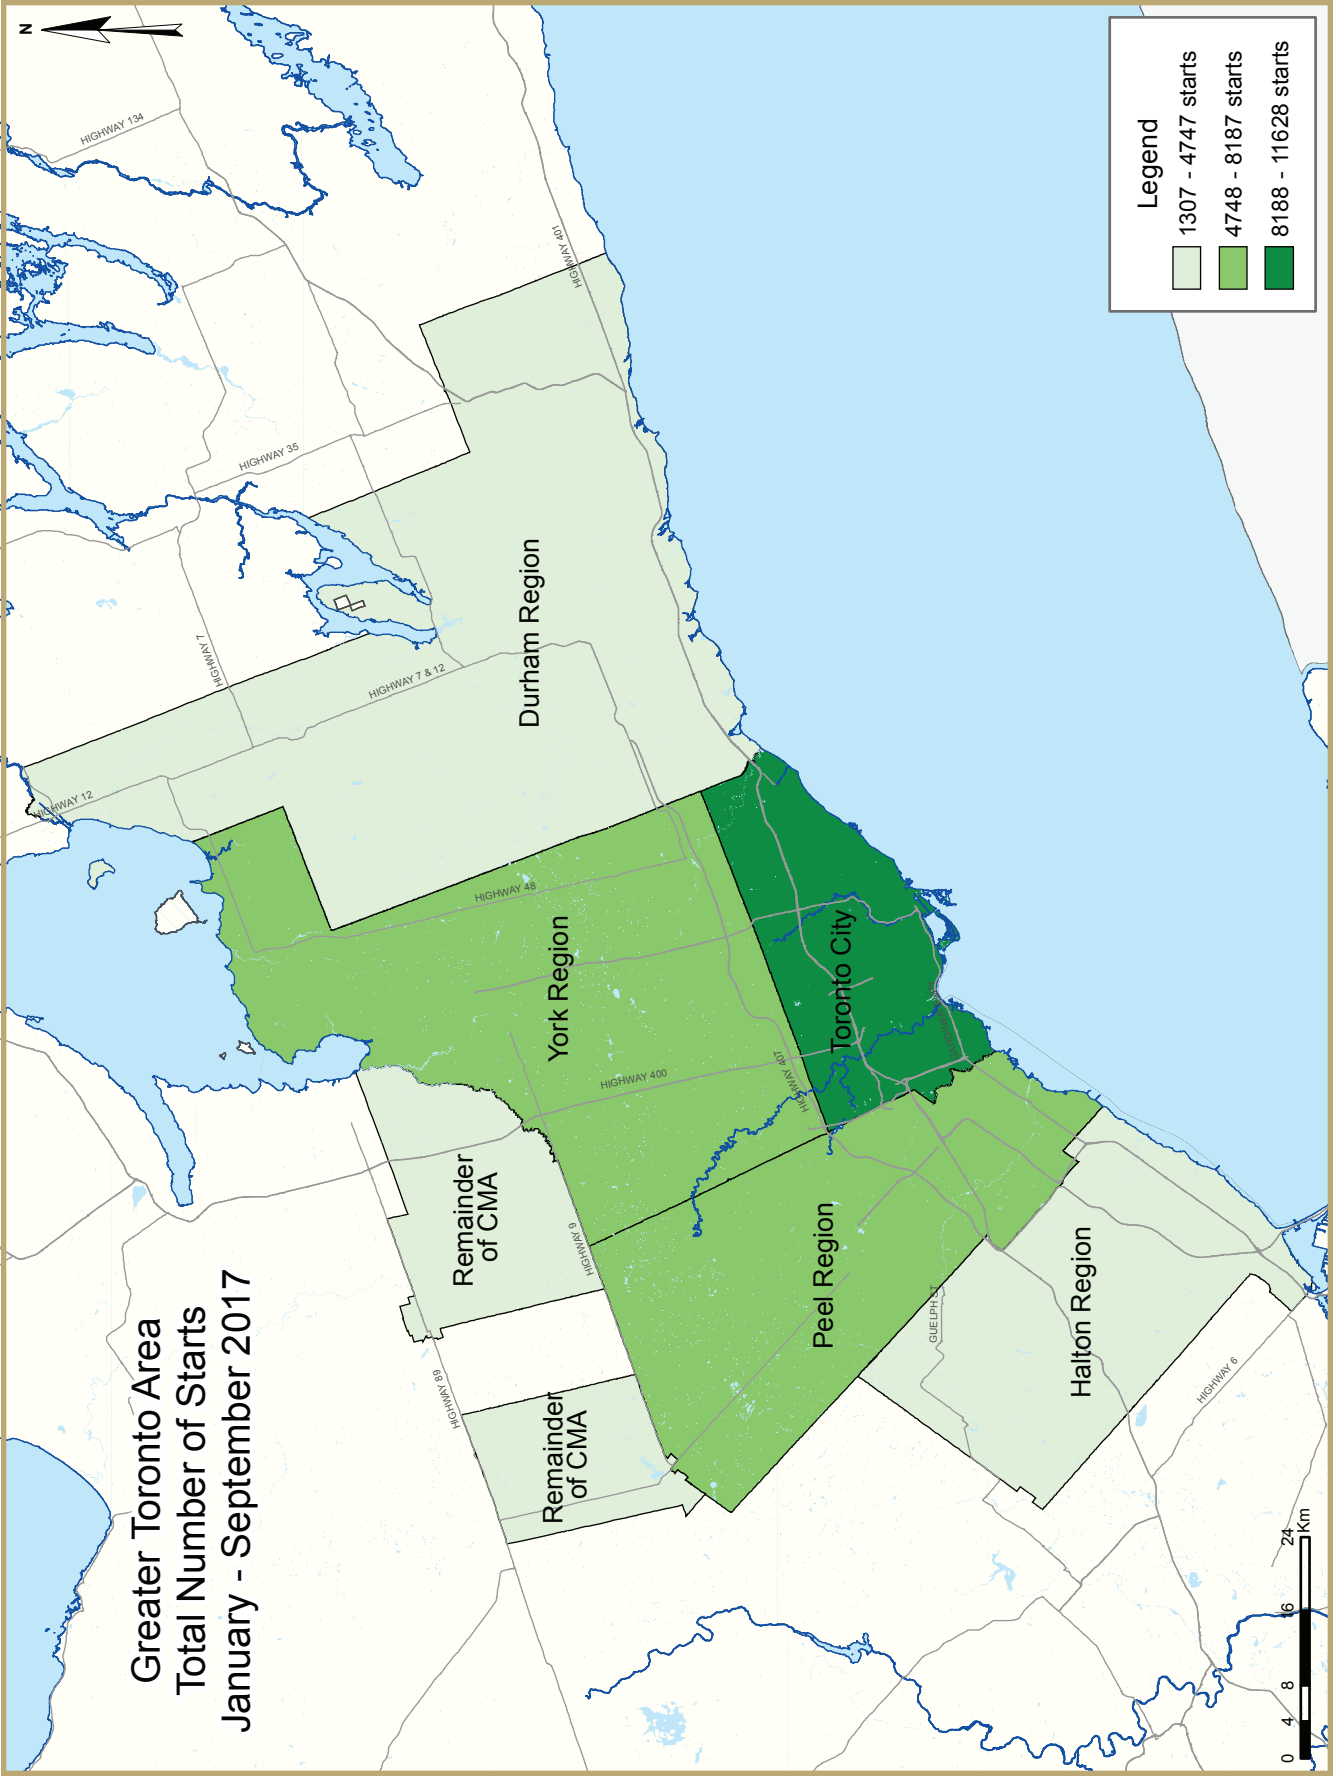 Greater Toronto Area
Total Number of Starts
January - September 2017
N
HIGHWAY 134
HIGHWAY 401
HIGHWAY 35
HIGHWAY 7
HIGHWAY 7 & 12
HIGHWAY 12
Durham Region
HIGHWAY 48
York Region
Toronto City
HIGHWAY 400
HIGHWAY 407
Remainder
of CMA
HIGHWAY 9
HIGHWAY 89
Remainder
of CMA
Peel Region
GUELPH ST
Halton Region
HIGHWAY 6
Legend
1307 - 4747 starts
4748 - 8187 starts
8188 - 11628 starts
0 4 8 16 24
Km